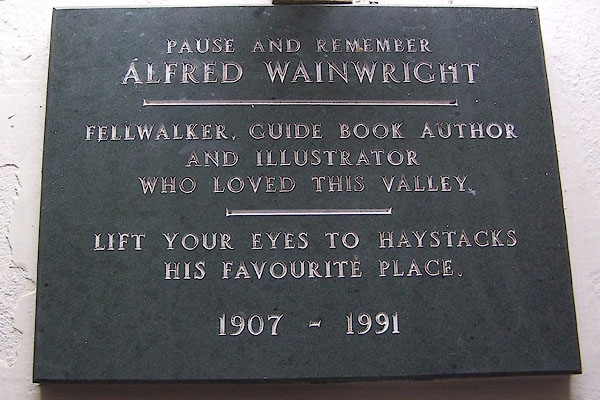 PAUSE AND REMEMBER
ALFRED WAINWRIGHT
FELLWALKER, GUIDE BOOK AUTHOR
AND ILLUSTRATOR
WHO LOVED THIS VALLEY.
LIFT YOUR EYES TO HAYSTACKS
HIS FAVOURITE PLACE.
1907 - 1991